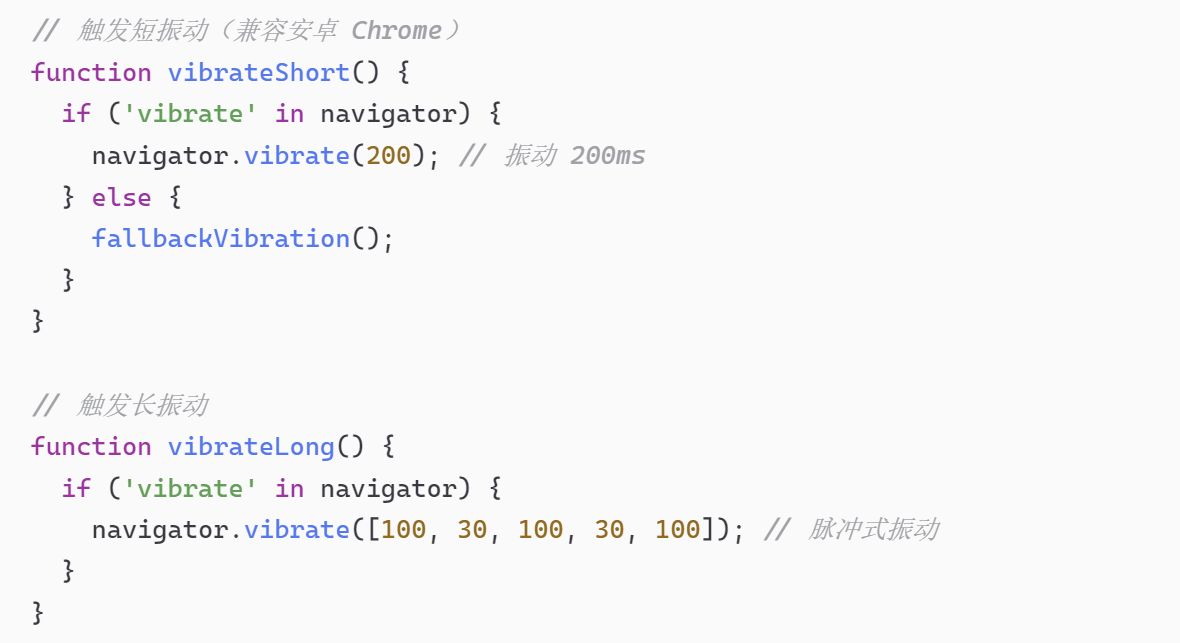 // 触发短振动（兼容安卓 Chrome）
function vibrateShort() {
  if ('vibrate' in navigator) {
    navigator.vibrate(200); // 振动 200ms
  } else {
    fallbackVibration();
  }
}

// 触发长振动
function vibrateLong() {
  if ('vibrate' in navigator) {
    navigator.vibrate([100, 30, 100, 30, 100]); // 脉冲式振动
  }
}